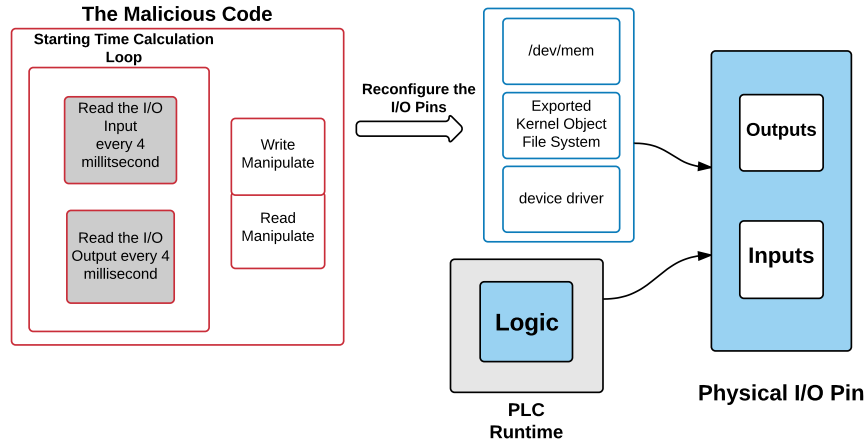 The Malicious Code
Starting Time Calculation
Loop
Read the I/O
Input
every 4
millitsecond
Read the I/O
Output every 4
millisecond
Write
Manipulate
Read
Manipulate
Reconfigure the
I/O Pins
/dev/mem
Exported
Kernel Object
File System
device driver
Logic
PLC
Runtime
Outputs
Inputs
Physical I/O Pin